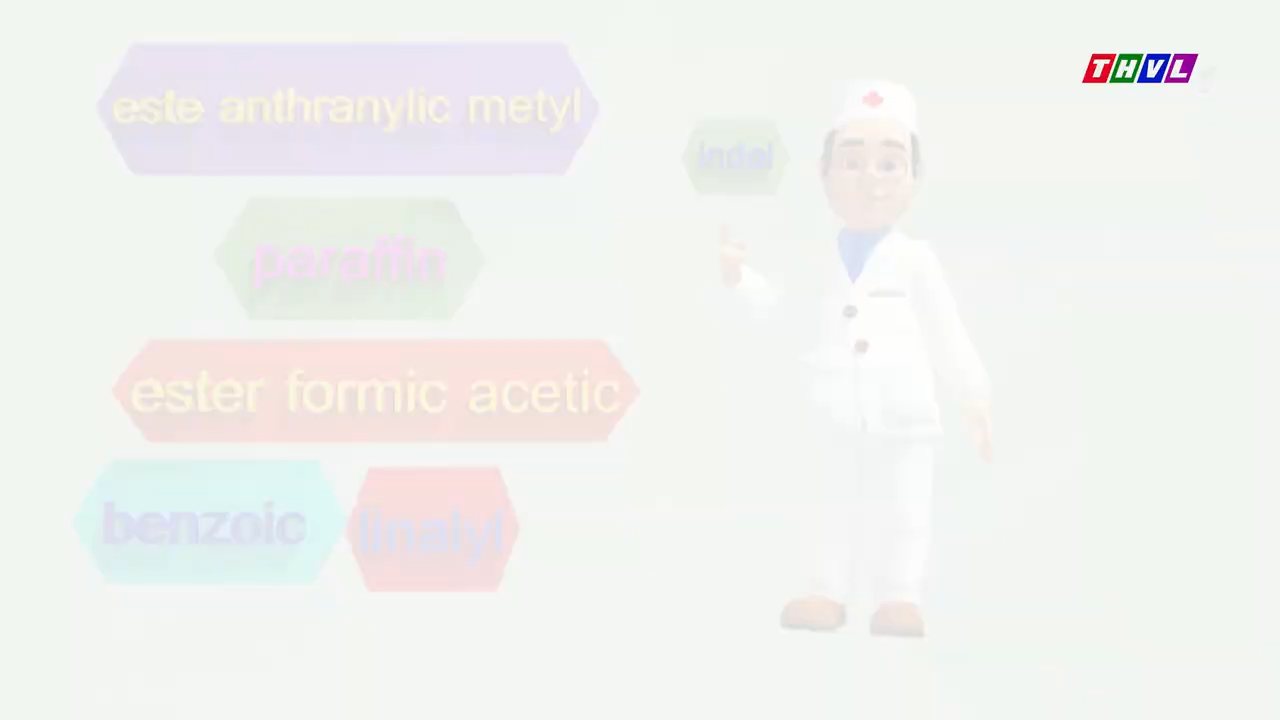 THVL
este anthranylic metyl
indol
paraffin
ester formic acetic
benzoic
linalyl